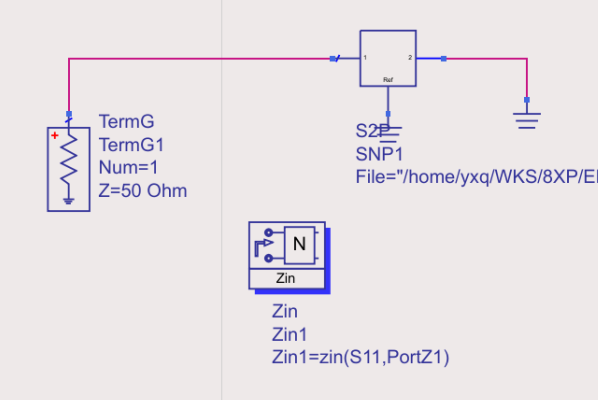 1 2
Ref
TermG
TermG1
Num=1
Z=50 Ohm
S2P
SNP1
File="/home/yxq/WKS/8XP/E
N
Zin
Zin
Zin1
Zin1=zin(S11,PortZ1)